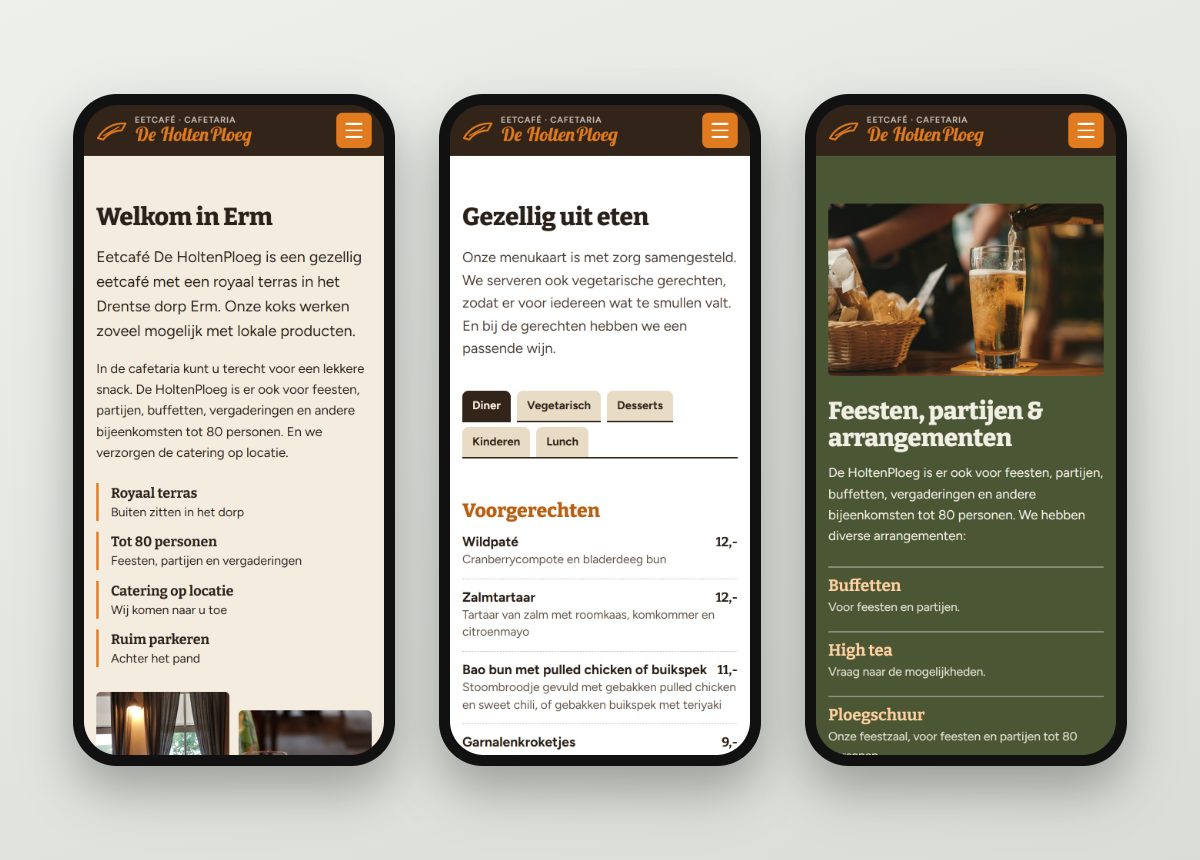 EETCAFÉ · CAFETARIA
De HoltenPloeg
Welkom in Erm
Eetcafé De HoltenPloeg is een gezellig
eetcafé met een royaal terras in het
Drentse dorp Erm. Onze koks werken
zoveel mogelijk met lokale producten.
In de cafetaria kunt u terecht voor een lekkere
snack. De HoltenPloeg is er ook voor feesten,
partijen, buffetten, vergaderingen en andere
bijeenkomsten tot 80 personen. En we
verzorgen de catering op locatie.
Royaal terras
Buiten zitten in het dorp
Tot 80 personen
Feesten, partijen en vergaderingen
Catering op locatie
Wij komen naar u toe
Ruim parkeren
Achter het pand
EETCAFÉ · CAFETARIA
De HoltenPloeg
Gezellig uit eten
Onze menukaart is met zorg samengesteld.
We serveren ook vegetarische gerechten,
zodat er voor iedereen wat te smullen valt.
En bij de gerechten hebben we een
passende wijn.
Diner Vegetarisch Desserts
Kinderen Lunch
Voorgerechten
Wildpaté 12,-
Cranberrycompote en bladerdeeg bun
Zalmtartaar 12,-
Tartaar van zalm met roomkaas, komkommer en
citroenmayo
Bao bun met pulled chicken of buikspek 11,-
Stoombroodje gevuld met gebakken pulled chicken
en sweet chili, of gebakken buikspek met teriyaki
Garnalenkroketjes 9,-
EETCAFÉ · CAFETARIA
De HoltenPloeg
Feesten, partijen &
arrangementen
De HoltenPloeg is er ook voor feesten, partijen,
buffetten, vergaderingen en andere
bijeenkomsten tot 80 personen. We hebben
diverse arrangementen:
Buffetten
Voor feesten en partijen.
High tea
Vraag naar de mogelijkheden.
Ploegschuur
Onze feestzaal, voor feesten en partijen tot 80